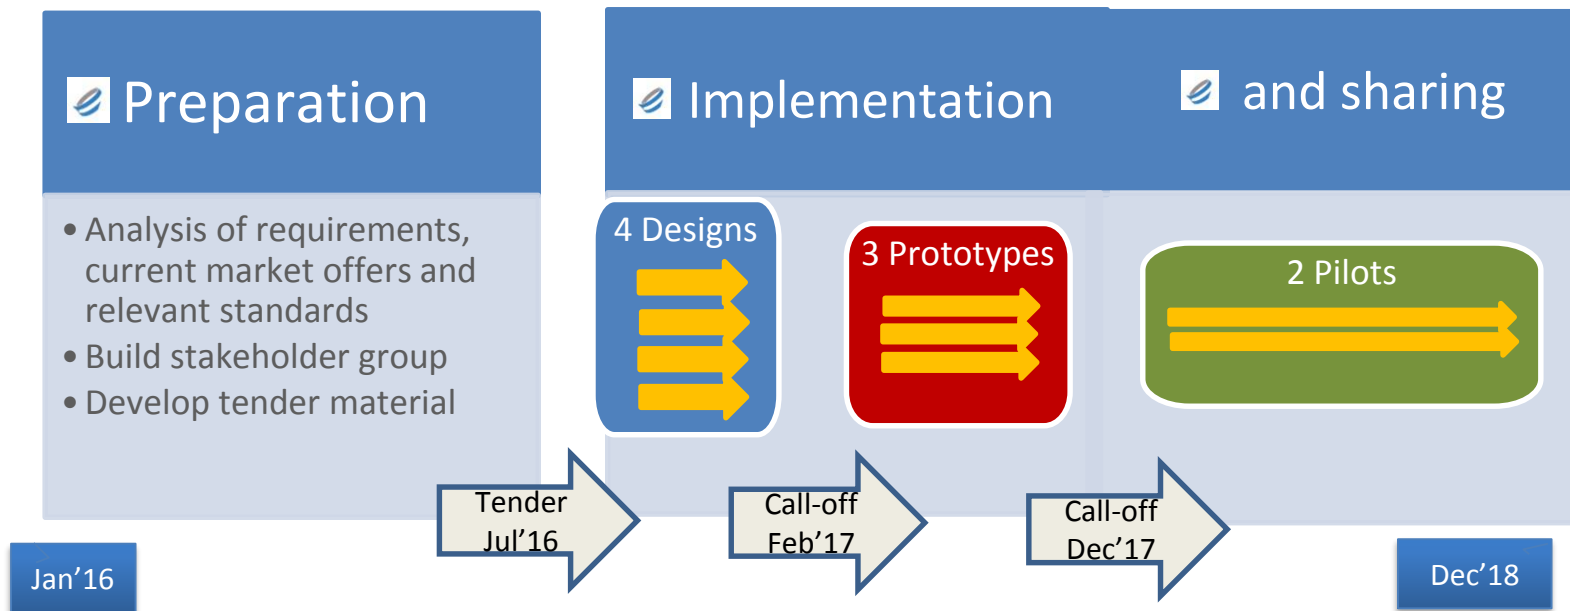 Preparation
• Analysis of requirements,
current market offers and
relevant standards
• Build stakeholder group
• Develop tender material
Implementation
and sharing
4 Designs
3 Prototypes
2 Pilots
Tender
Jul’16
Call-off
Feb’17
Call-off
Dec’17
Jan’16
Dec’18